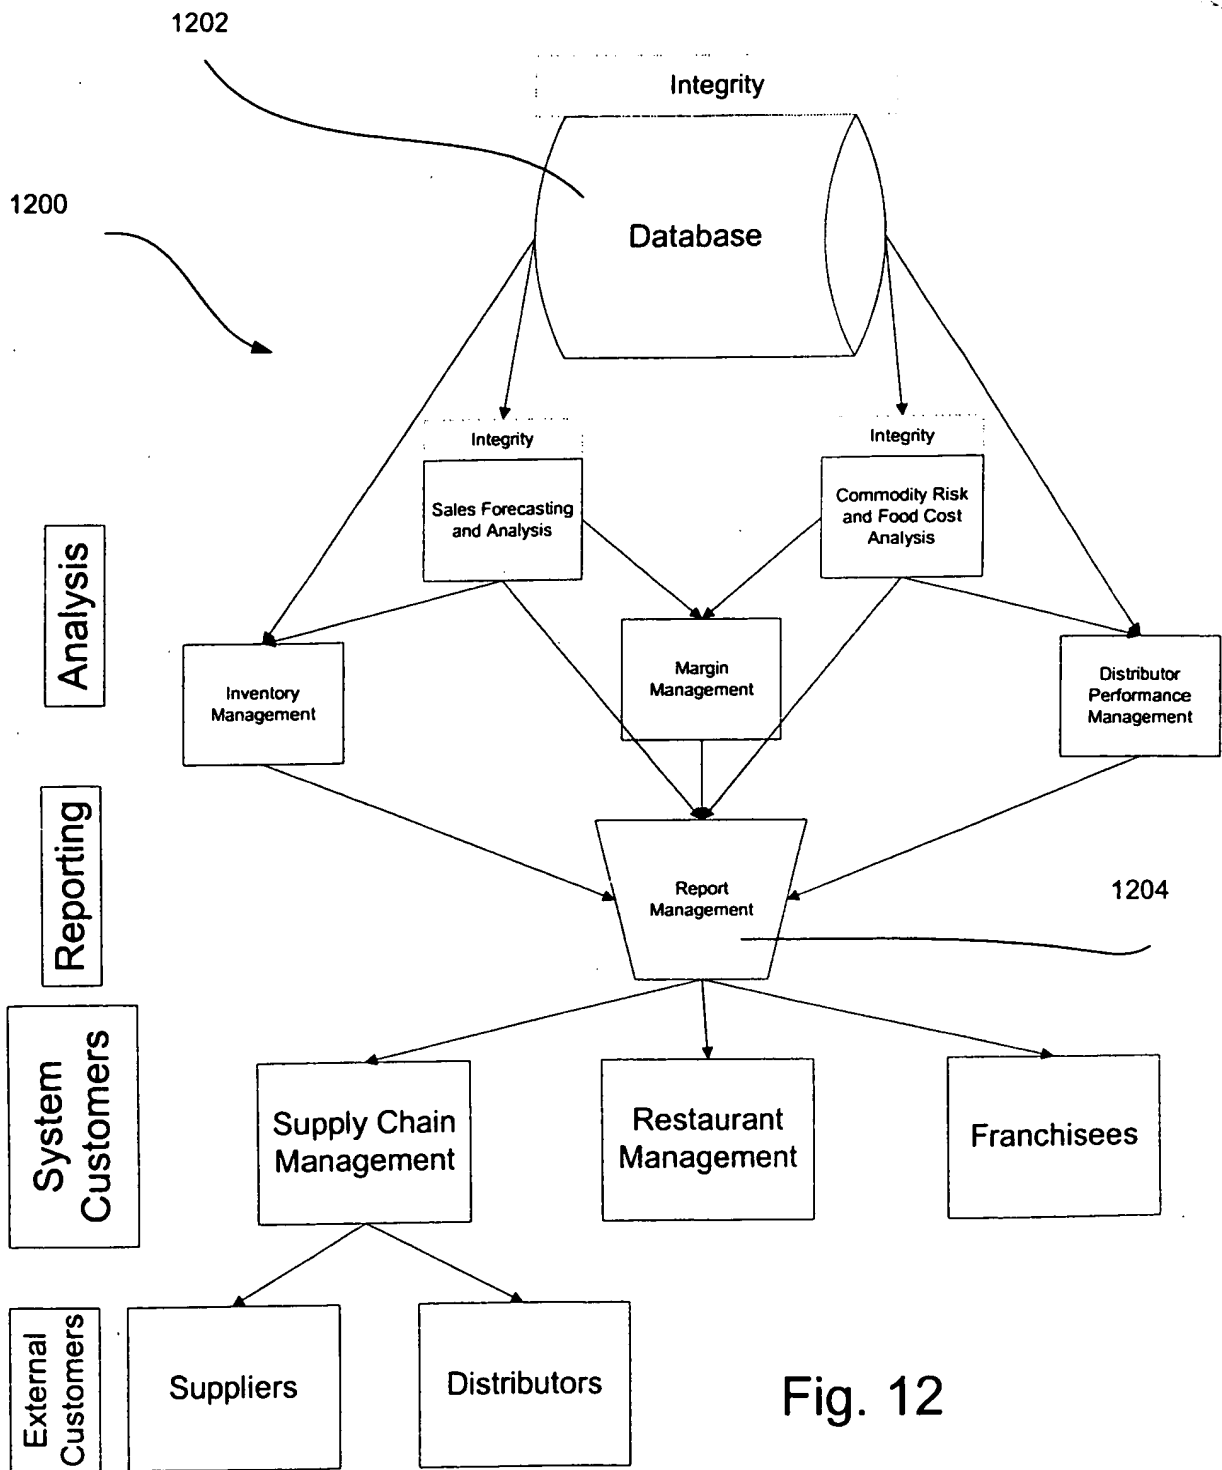 1202
Integrity
1200
Database
Integrity
Integrity
Sales Forecasting
and Analysis
Commodity Risk
and Food Cost
Analysis
Analysis
Inventory
Management
Margin
Management
Distributor
Performance
Management
Reporting
Report
Management
1204
System
Customers
Supply Chain
Management
Restaurant
Management
Franchisees
External
Customers
Suppliers
Distributors
Fig. 12